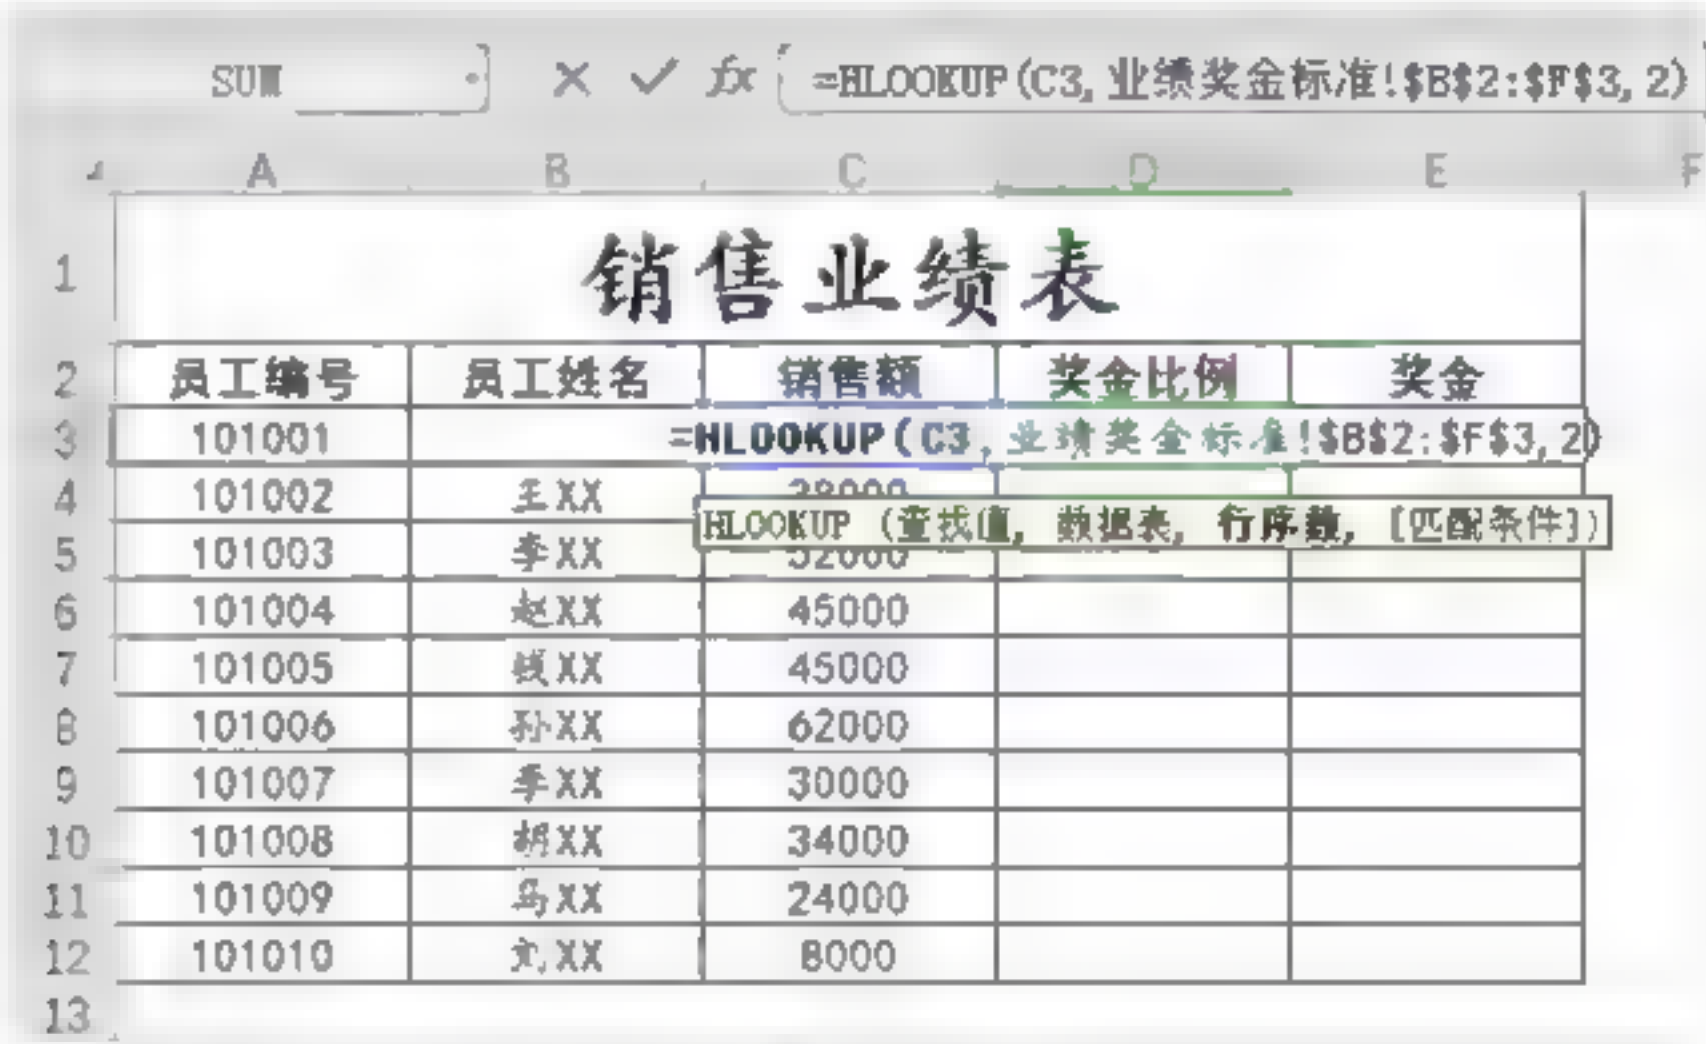 SUM fx =HLOOKUP(C3,业绩奖金标准!$B$2:$F$3,2)
A B C D E F
1 销售业绩表
2 员工编号 员工姓名 销售额 奖金比例 奖金
3 101001 =HLOOKUP(C3,业绩奖金标准!$B$2:$F$3,2)
4 101002 王XX 38000
HLOOKUP (查找值, 数据表, 行序数, [匹配条件])
5 101003 李XX 52000
6 101004 赵XX 45000
7 101005 钱XX 45000
8 101006 孙XX 62000
9 101007 李XX 30000
10 101008 胡XX 34000
11 101009 马XX 24000
12 101010 XX 8000
13